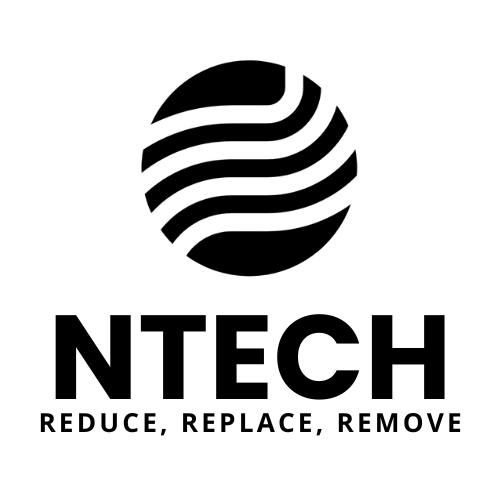 NTECH
REDUCE, REPLACE, REMOVE